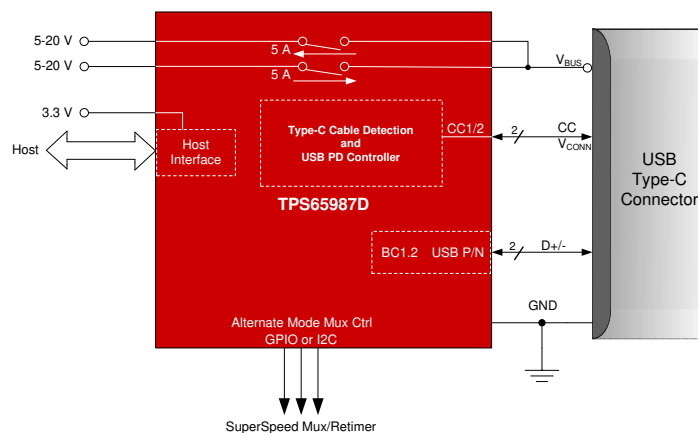 5-20 V
5 A
5-20 V
5 A
VBUS
3.3 V
Host
Host
Interface
Type-C Cable Detection
and
USB PD Controller
CC1/2
2
CC
VCONN
USB
Type-C
Connector
TPS65987D
BC1.2 USB P/N
2
D+/-
GND
Alternate Mode Mux Ctrl
GPIO or I2C
SuperSpeed Mux/Retimer